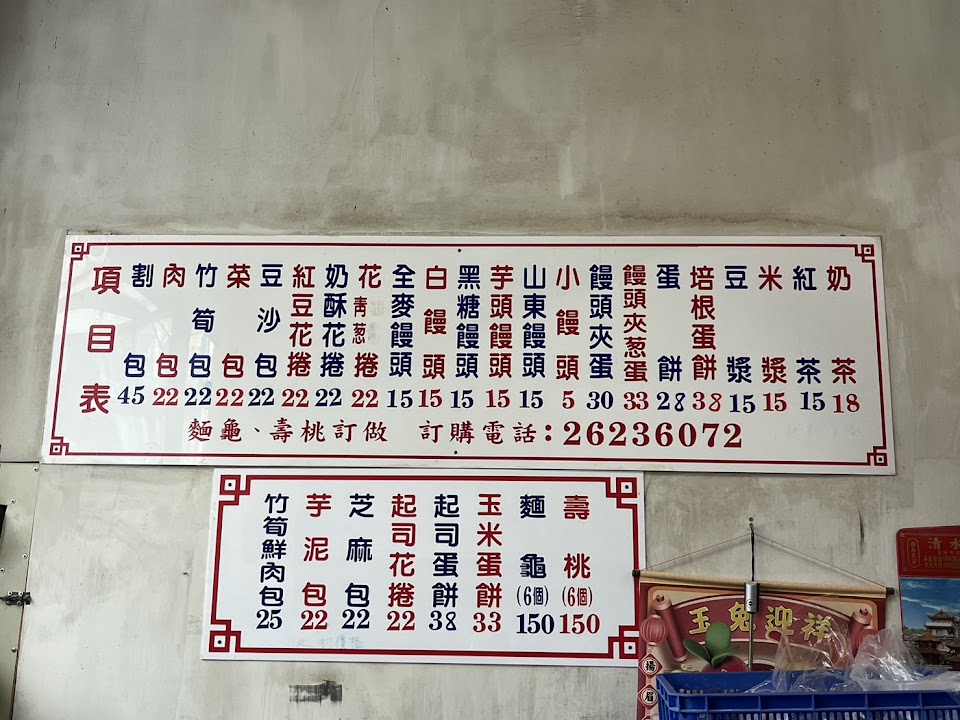 項目表
割包 45
肉包 22
竹筍包 22
菜包 22
豆沙包 22
紅豆花捲 22
奶酥花捲 22
花青葱捲 22
全麥饅頭 15
白饅頭 15
黑糖饅頭 15
芋頭饅頭 15
山東饅頭 15
小饅頭 5
饅頭夾蛋 30
饅頭夾葱蛋 33
蛋餅 28
培根蛋餅 38
豆漿 15
米漿 15
紅茶 15
奶茶 18
麵龜、壽桃訂做 訂購電話:26236072
竹筍鮮肉包 25
芋泥包 22
芝麻包 22
起司花捲 22
起司蛋餅 38
玉米蛋餅 33
麵龜(6個) 150
壽桃(6個) 150
玉兔迎祥
揚
眉
清水